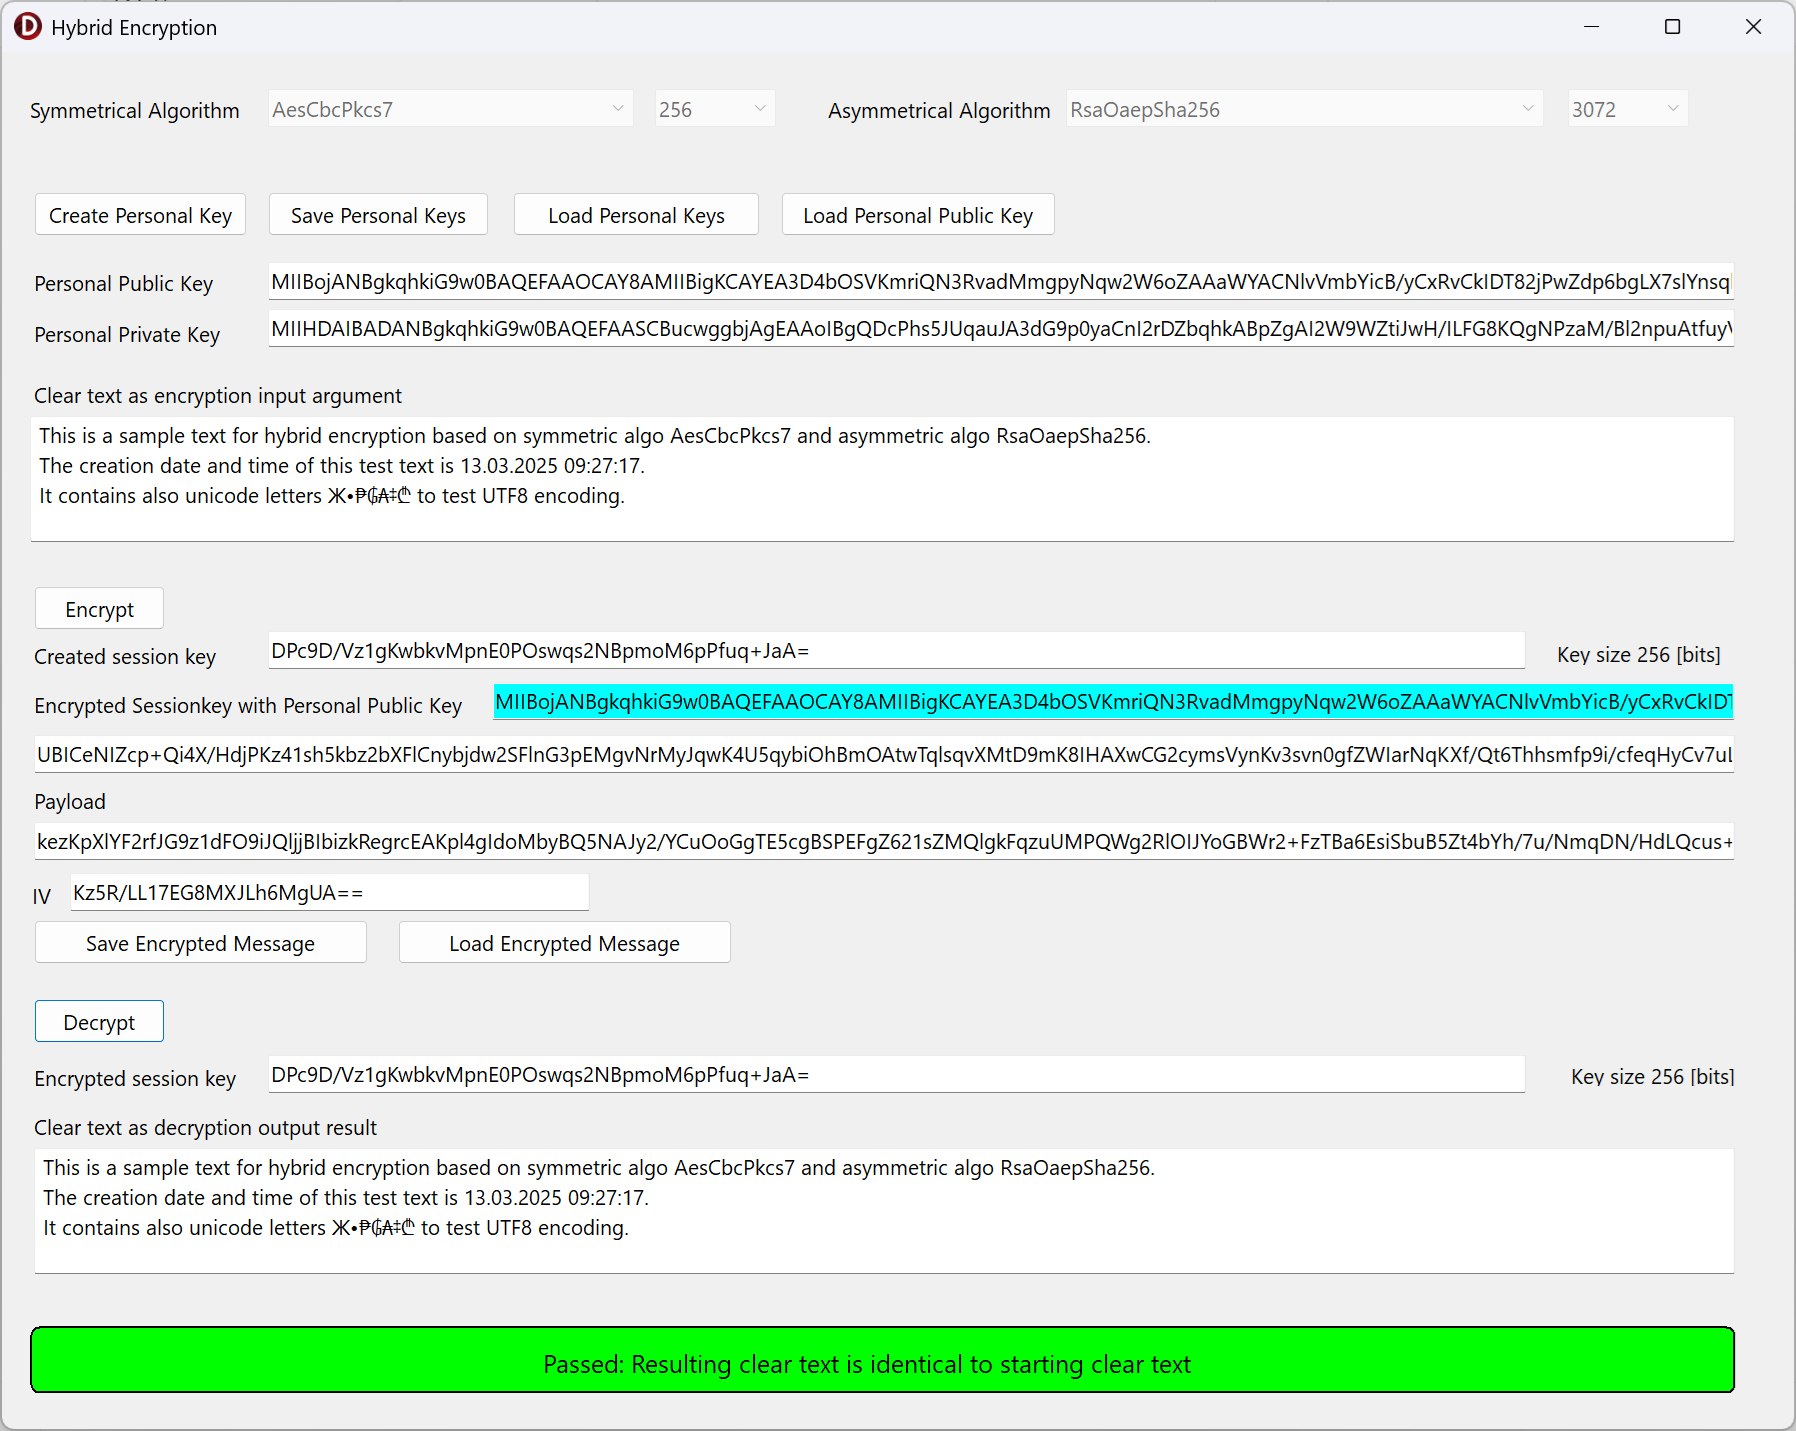 Hybrid Encryption
Symmetrical Algorithm AesCbcPkcs7 256 Asymmetrical Algorithm RsaOaepSha256 3072
Create Personal Key Save Personal Keys Load Personal Keys Load Personal Public Key
Personal Public Key MIIBojANBgkqhkiG9w0BAQEFAAOCAY8AMIIBigKCAYEA3D4bOSVKmriQN3RvadMmgpyNqw2W6oZAAaWYACNlvVmbYicB/yCxRvCkIDT82jPwZdp6bgLX7slYnsq
Personal Private Key MIIHDAIBADANBgkqhkiG9w0BAQEFAASCBucwggbjAgEAAoIBgQDcPhs5JUqauJA3dG9p0yaCnI2rDZbqhkABpZgAI2W9WZtiJwH/ILFG8KQgNPzaM/Bl2npuAtfuyV
Clear text as encryption input argument
This is a sample text for hybrid encryption based on symmetric algo AesCbcPkcs7 and asymmetric algo RsaOaepSha256.
The creation date and time of this test text is 13.03.2025 09:27:17.
It contains also unicode letters Ж•₱₲₳‡₾ to test UTF8 encoding.
Encrypt
Created session key DPc9D/Vz1gKwbkvMpnE0POswqs2NBpmoM6pPfuq+JaA= Key size 256 [bits]
Encrypted Sessionkey with Personal Public Key MIIBojANBgkqhkiG9w0BAQEFAAOCAY8AMIIBigKCAYEA3D4bOSVKmriQN3RvadMmgpyNqw2W6oZAAaWYACNlvVmbYicB/yCxRvCkIDT
UBICeNIZcp+Qi4X/HdjPKz41sh5kbz2bXFlCnybjdw2SFlnG3pEMgvNrMyJqwK4U5qybiOhBmOAtwTqlsqvXMtD9mK8IHAXwCG2cymsVynKv3svn0gfZWIarNqKXf/Qt6Thhsmfp9i/cfeqHyCv7uL
Payload
kezKpXlYF2rfJG9z1dFO9iJQljjBIbizkRegrcEAKpl4gIdoMbyBQ5NAJy2/YCuOoGgTE5cgBSPEFgZ621sZMQlgkFqzuUMPQWg2RlOIJYoGBWr2+FzTBa6EsiSbuB5Zt4bYh/7u/NmqDN/HdLQcus+
IV Kz5R/LL17EG8MXJLh6MgUA==
Save Encrypted Message Load Encrypted Message
Decrypt
Encrypted session key DPc9D/Vz1gKwbkvMpnE0POswqs2NBpmoM6pPfuq+JaA= Key size 256 [bits]
Clear text as decryption output result
This is a sample text for hybrid encryption based on symmetric algo AesCbcPkcs7 and asymmetric algo RsaOaepSha256.
The creation date and time of this test text is 13.03.2025 09:27:17.
It contains also unicode letters Ж•₱₲₳‡₾ to test UTF8 encoding.
Passed: Resulting clear text is identical to starting clear text